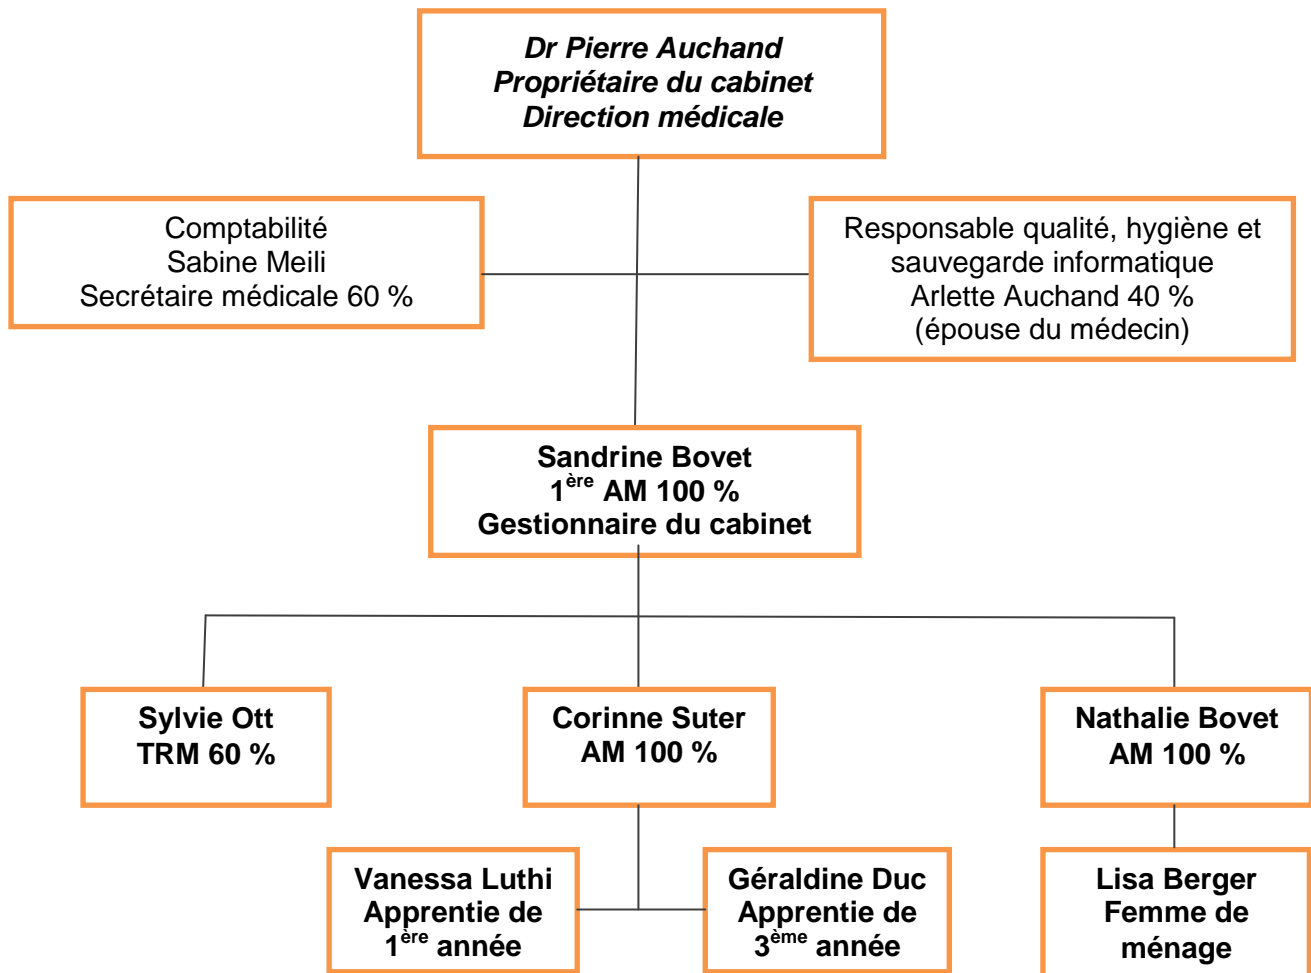 Dr Pierre Auchand
Propriétaire du cabinet
Direction médicale
Comptabilité
Sabine Meili
Secrétaire médicale 60 %
Responsable qualité, hygiène et
sauvegarde informatique
Arlette Auchand 40 %
(épouse du médecin)
Sandrine Bovet
1ère AM 100 %
Gestionnaire du cabinet
Sylvie Ott
TRM 60 %
Corinne Suter
AM 100 %
Nathalie Bovet
AM 100 %
Vanessa Luthi
Apprentie de
1ère année
Géraldine Duc
Apprentie de
3ème année
Lisa Berger
Femme de
ménage